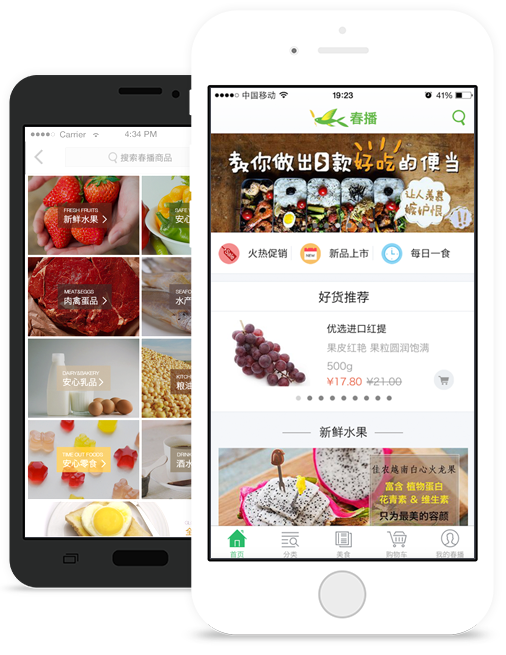 Carrier
4:34 PM
搜索春播商品
FRESH FRUITS
新鲜水果
SAFE
安心
MEAT&EGGS
肉禽蛋品
SEAFO
水产
DAIRY&BAKERY
安心乳品
KITCH
粮油
TIME OUT FOODS
安心零食
DRINK
酒水
中国移动
19:23
41%
春播
教你做出5款好吃的便当
让人羡慕
嫉妒恨
火热促销
NEW
新品上市
每日一食
好货推荐
优选进口红提
果皮红艳 果粒圆润饱满
500g
¥17.80 ¥21.00
新鲜水果
佳农越南白心火龙果
富含 植物蛋白
花青素 & 维生素
只为最美的容颜
首页
分类
美食
购物车
我的春播